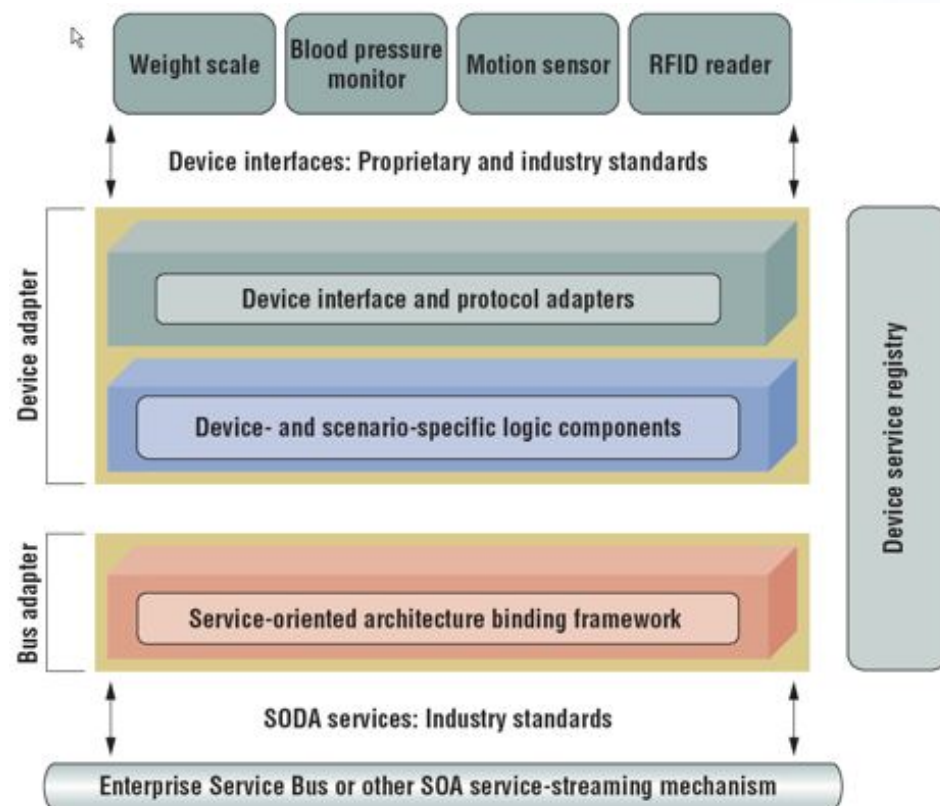 Weight scale
Blood pressure
monitor
Motion sensor
RFID reader
Device interfaces: Proprietary and industry standards
Device adapter
Device interface and protocol adapters
Device- and scenario-specific logic components
Device service registry
Bus adapter
Service-oriented architecture binding framework
SODA services: Industry standards
Enterprise Service Bus or other SOA service-streaming mechanism